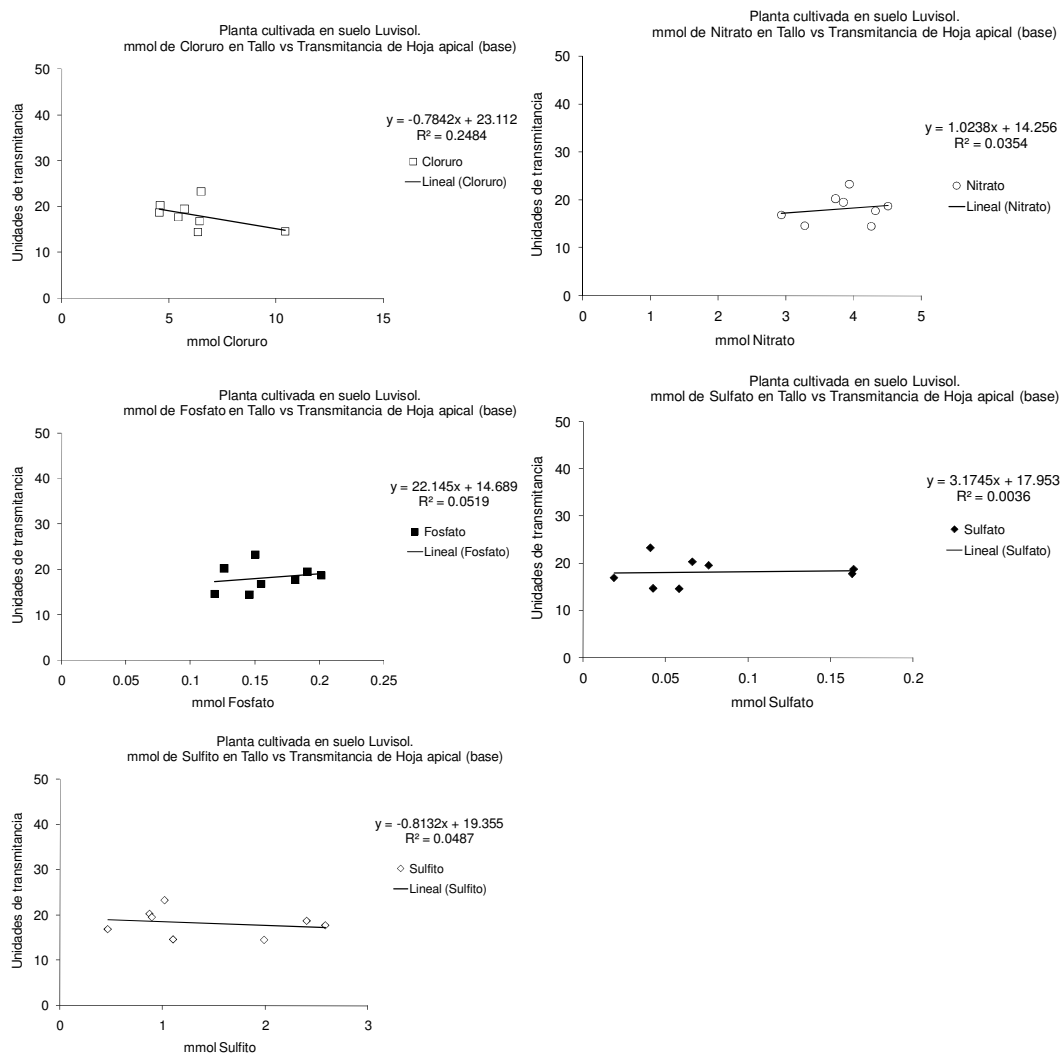 Planta cultivada en suelo Luvisol.
mmol de Cloruro en Tallo vs Transmitancia de Hoja apical (base)
50
40
30
20
10
0
Unidades de transmitancia
y = -0.7842x + 23.112
R² = 0.2484
Cloruro
Lineal (Cloruro)
0 5 10 15
mmol Cloruro
Planta cultivada en suelo Luvisol.
mmol de Nitrato en Tallo vs Transmitancia de Hoja apical (base)
50
40
30
20
10
0
Unidades de transmitancia
y = 1.0238x + 14.256
R² = 0.0354
Nitrato
Lineal (Nitrato)
0 1 2 3 4 5
mmol Nitrato
Planta cultivada en suelo Luvisol.
mmol de Fosfato en Tallo vs Transmitancia de Hoja apical (base)
50
40
30
20
10
0
Unidades de transmitancia
y = 22.145x + 14.689
R² = 0.0519
Fosfato
Lineal (Fosfato)
0 0.05 0.1 0.15 0.2 0.25
mmol Fosfato
Planta cultivada en suelo Luvisol.
mmol de Sulfato en Tallo vs Transmitancia de Hoja apical (base)
50
40
30
20
10
0
Unidades de transmitancia
y = 3.1745x + 17.953
R² = 0.0036
Sulfato
Lineal (Sulfato)
0 0.05 0.1 0.15 0.2
mmol Sulfato
Planta cultivada en suelo Luvisol.
mmol de Sulfito en Tallo vs Transmitancia de Hoja apical (base)
50
40
30
20
10
0
Unidades de transmitancia
y = -0.8132x + 19.355
R² = 0.0487
Sulfito
Lineal (Sulfito)
0 1 2 3
mmol Sulfito